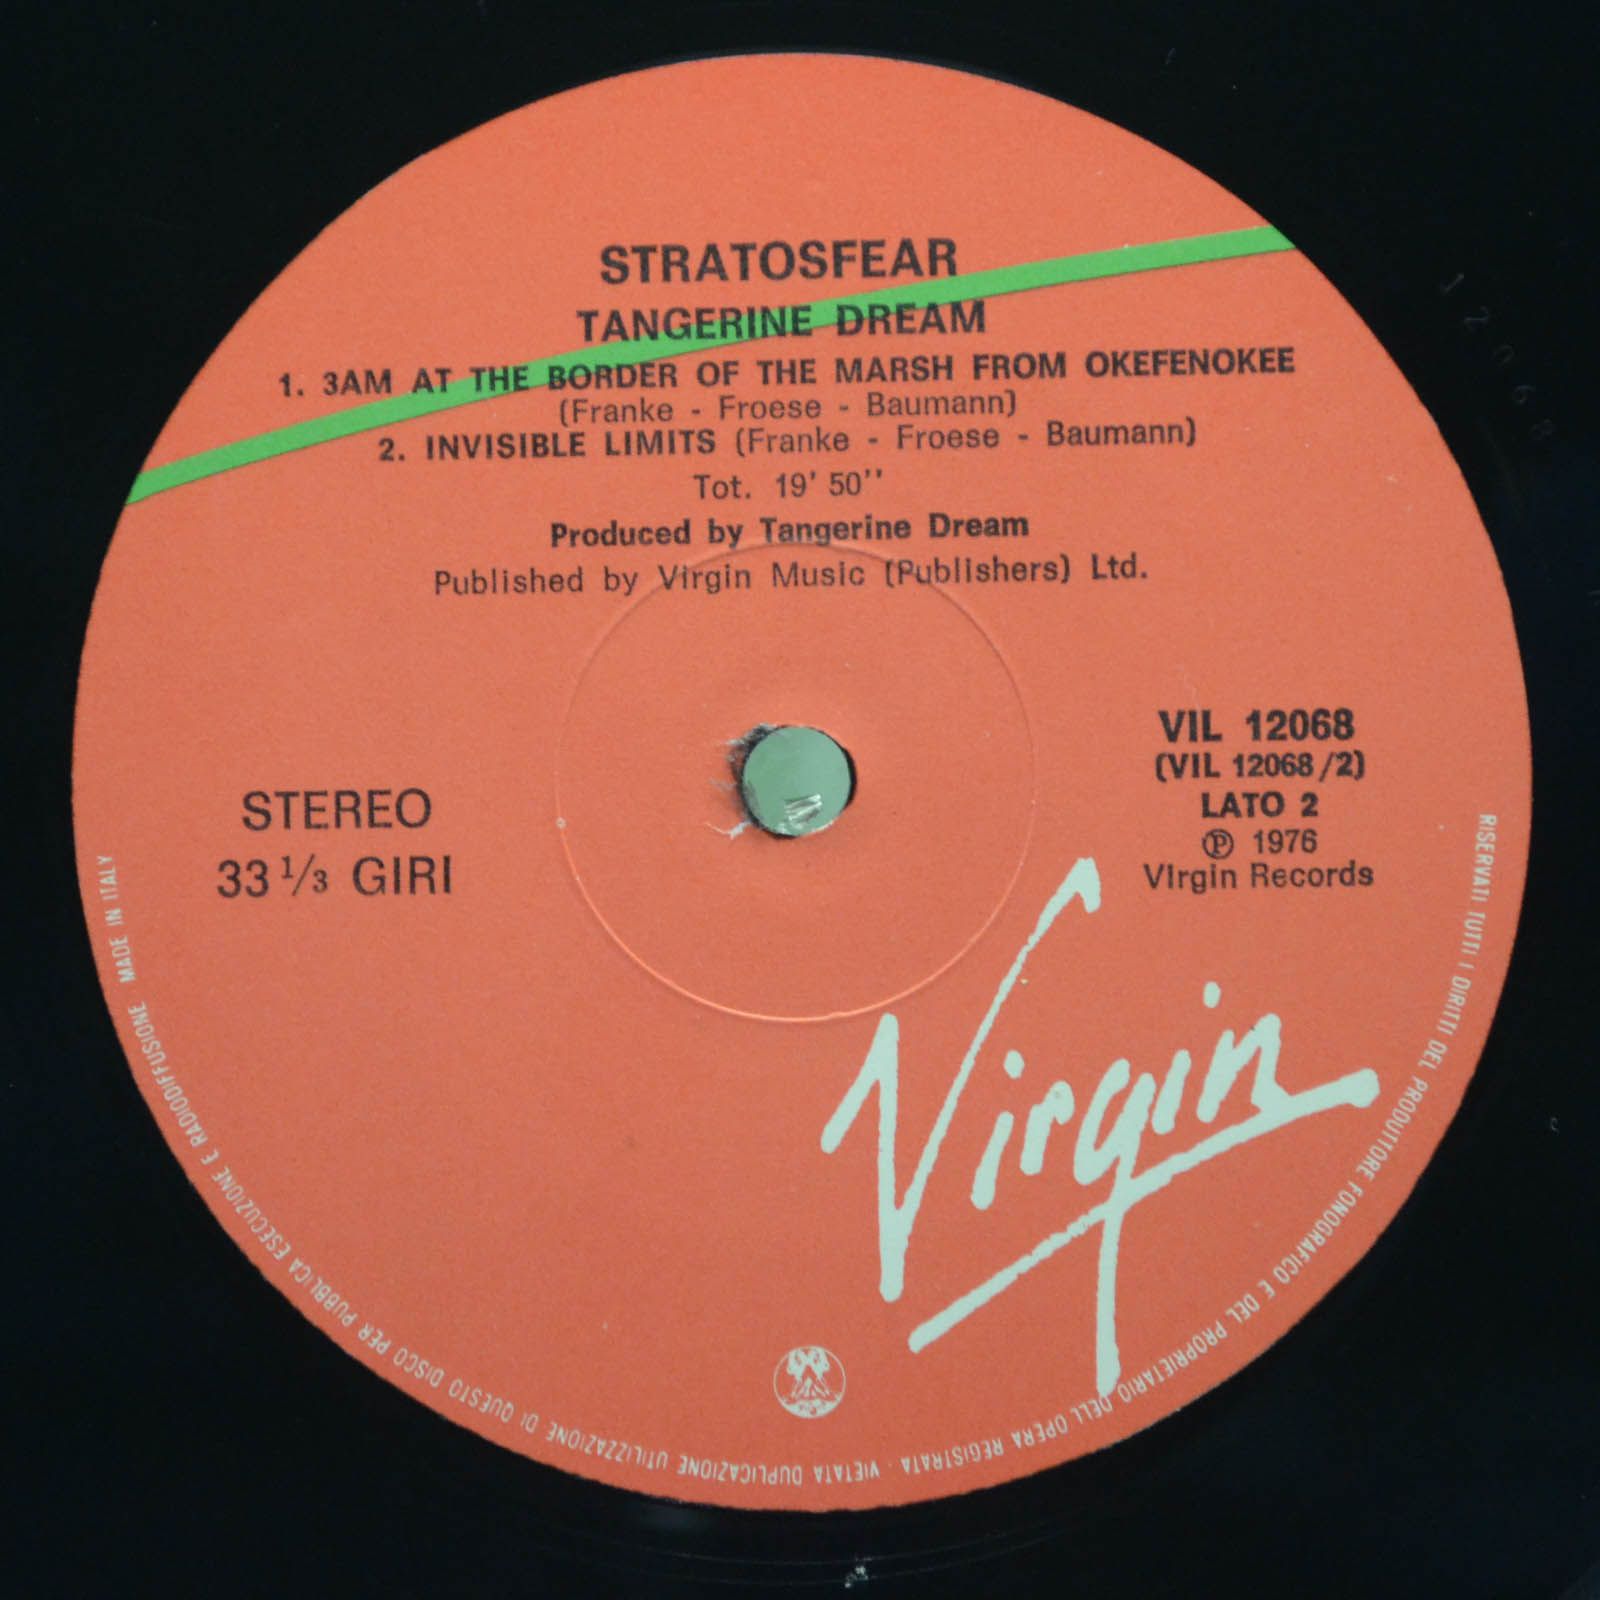 STRATOSFEAR
TANGERINE DREAM
1. 3AM AT THE BORDER OF THE MARSH FROM OKEFENOKEE
(Franke - Froese - Baumann)
2. INVISIBLE LIMITS (Franke - Froese - Baumann)
Tot. 19' 50''
Produced by Tangerine Dream
Published by Virgin Music (Publishers) Ltd.
STEREO
33 1/3 GIRI
VIL 12068
(VIL 12068/2)
LATO 2
℗ 1976
Virgin Records
Virgin
RISERVATI TUTTI I DIRITTI DEL PRODUTTORE FONOGRAFICO E DEL PROPRIETARIO DELL OPERA REGISTRATA · VIETATA DUPLICAZIONE UTILIZZAZIONE DI QUESTO DISCO PER PUBBLICA ESECUZIONE E RADIODIFFUSIONE MADE IN ITALY
12068